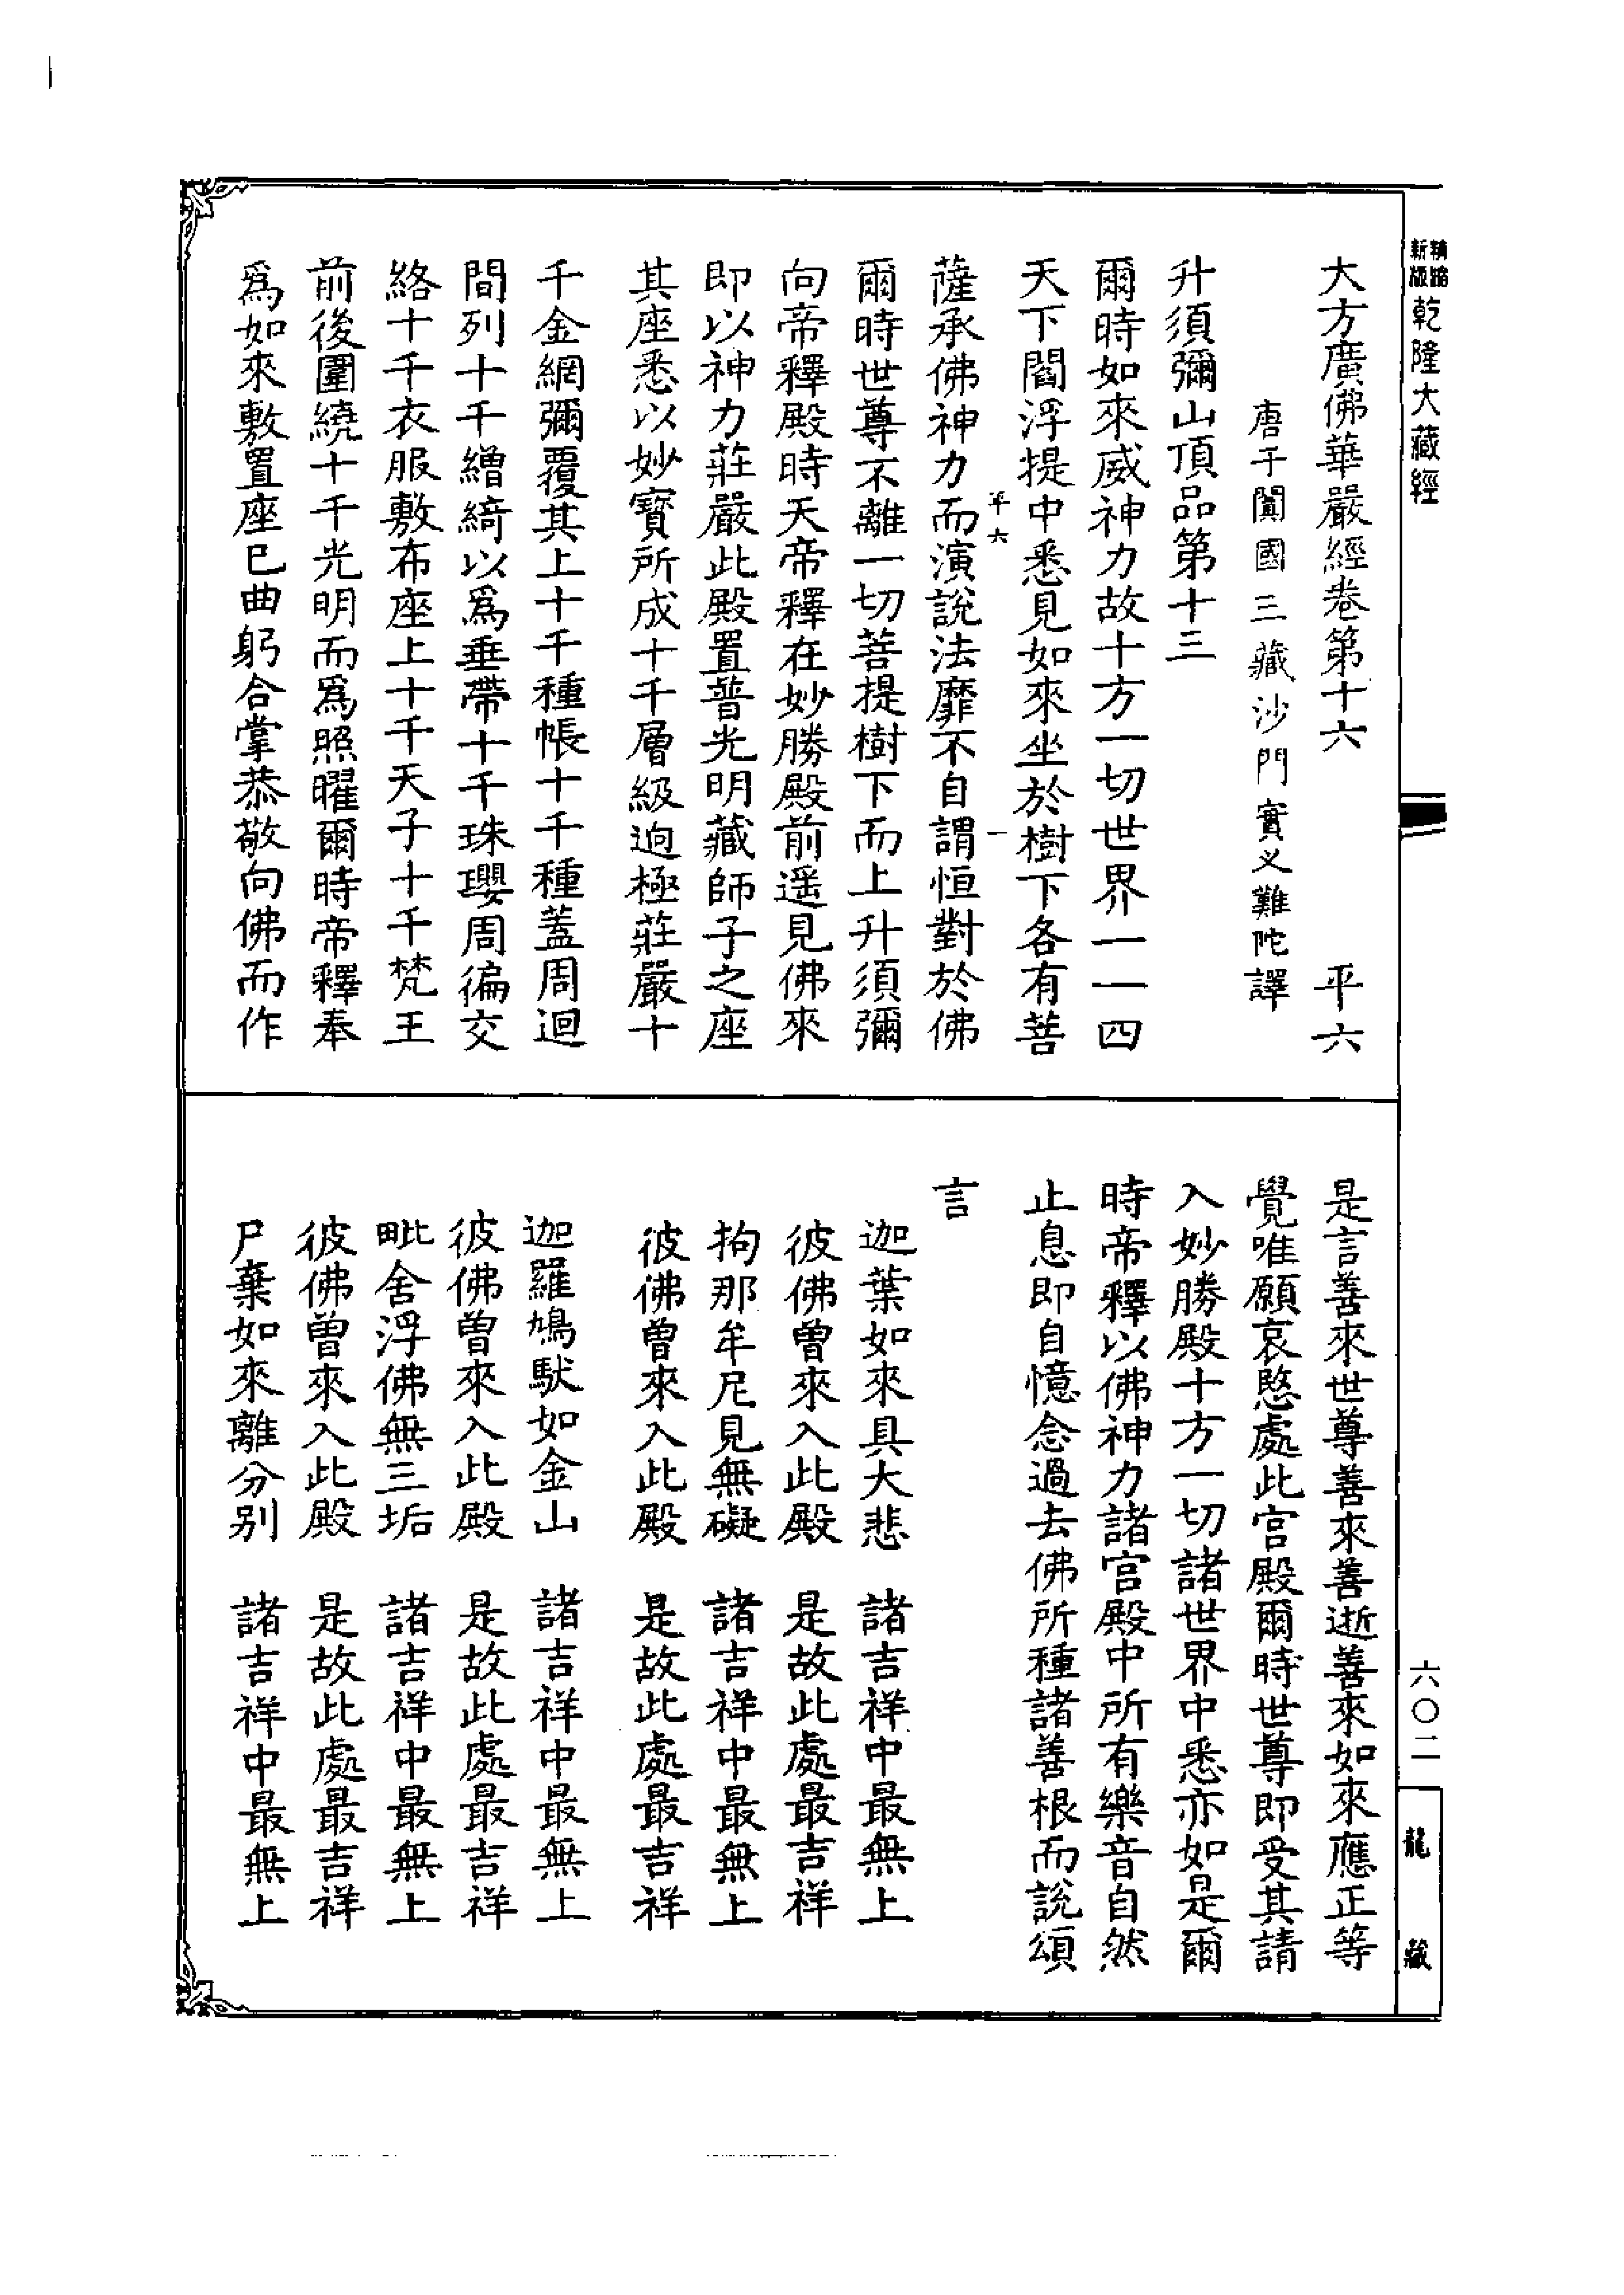 新版
精縮
乾隆大藏經
大方廣佛華嚴經卷第十六 平六
唐于闐國三藏沙門實叉難陀譯
升須彌山頂品第十三
爾時如來威神力故十方一切世界一一四
天下閻浮提中悉見如來坐於樹下各有菩
平六 一
薩承佛神力而演說法靡不自謂恒對於佛
爾時世尊不離一切菩提樹下而上升須彌
向帝釋殿時天帝釋在妙勝殿前遥見佛來
即以神力莊嚴此殿置普光明藏師子之座
其座悉以妙寶所成十千層級逈極莊嚴十
千金網彌覆其上十千種帳十千種蓋周迴
間列十千繒綺以爲垂帶十千珠瓔周徧交
絡十千衣服敷布座上十千天子十千梵王
前後圍繞十千光明而爲照曜爾時帝釋奉
爲如來敷置座已曲躬合掌恭敬向佛而作
是言善來世尊善來善逝善來如來應正等
覺唯願哀愍處此宮殿爾時世尊即受其請
入妙勝殿十方一切諸世界中悉亦如是爾
時帝釋以佛神力諸宮殿中所有樂音自然
止息即自憶念過去佛所種諸善根而說頌
言
迦葉如來具大悲 諸吉祥中最無上
彼佛曾來入此殿 是故此處最吉祥
拘那牟尼見無礙 諸吉祥中最無上
彼佛曾來入此殿 是故此處最吉祥
迦羅鳩馱如金山 諸吉祥中最無上
彼佛曾來入此殿 是故此處最吉祥
毗舍浮佛無三垢 諸吉祥中最無上
彼佛曾來入此殿 是故此處最吉祥
尸棄如來離分别 諸吉祥中最無上
六〇二
龍藏